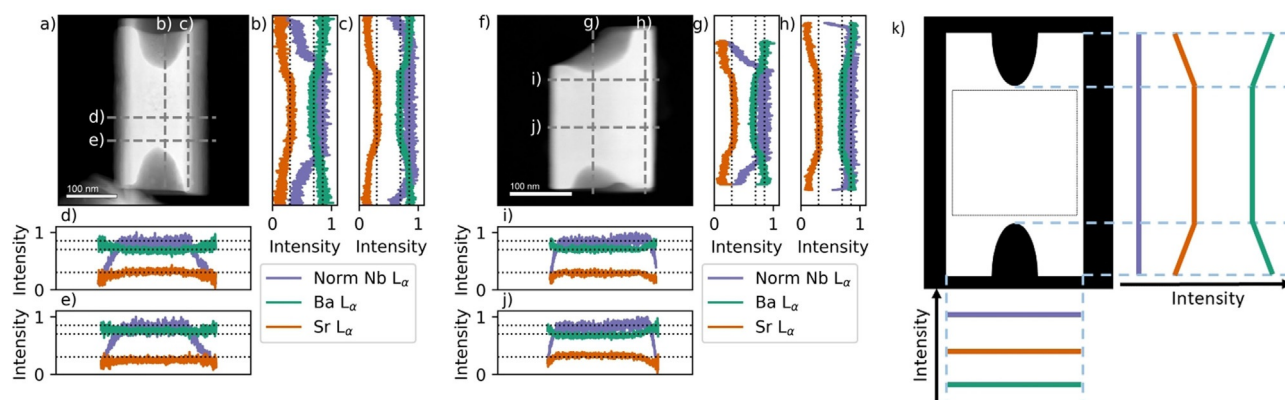 a)
b)
c)
d)
e)
100 nm
b)
c)
0 1 0 1
Intensity
d)
1
0
Intensity
e)
1
0
Intensity
Norm Nb Lα
Ba Lα
Sr Lα
f)
g)
h)
i)
j)
100 nm
g)
h)
0 1 0 1
Intensity
i)
1
0
Intensity
j)
1
0
Intensity
Norm Nb Lα
Ba Lα
Sr Lα
k)
Intensity
Intensity